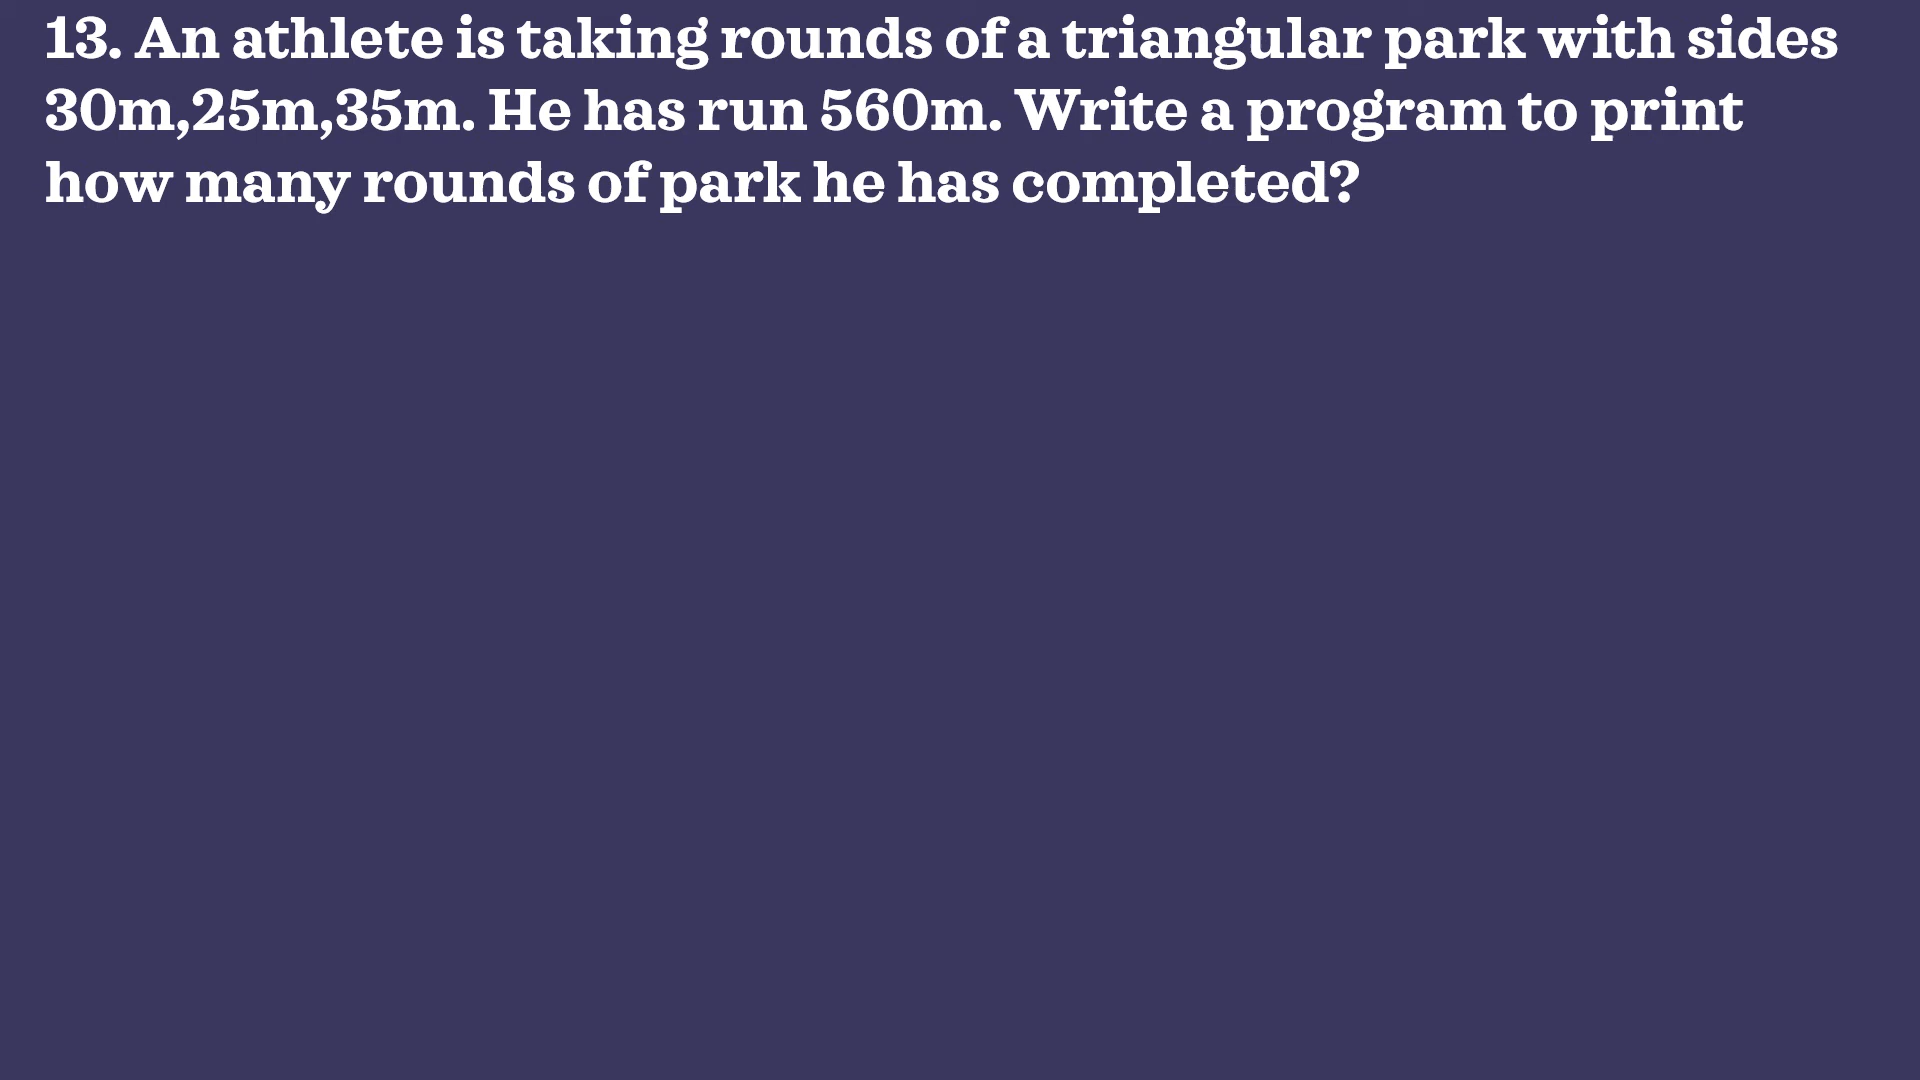 13. An athlete is taking rounds of a triangular park with sides
30m,25m,35m. He has run 560m. Write a program to print
how many rounds of park he has completed?